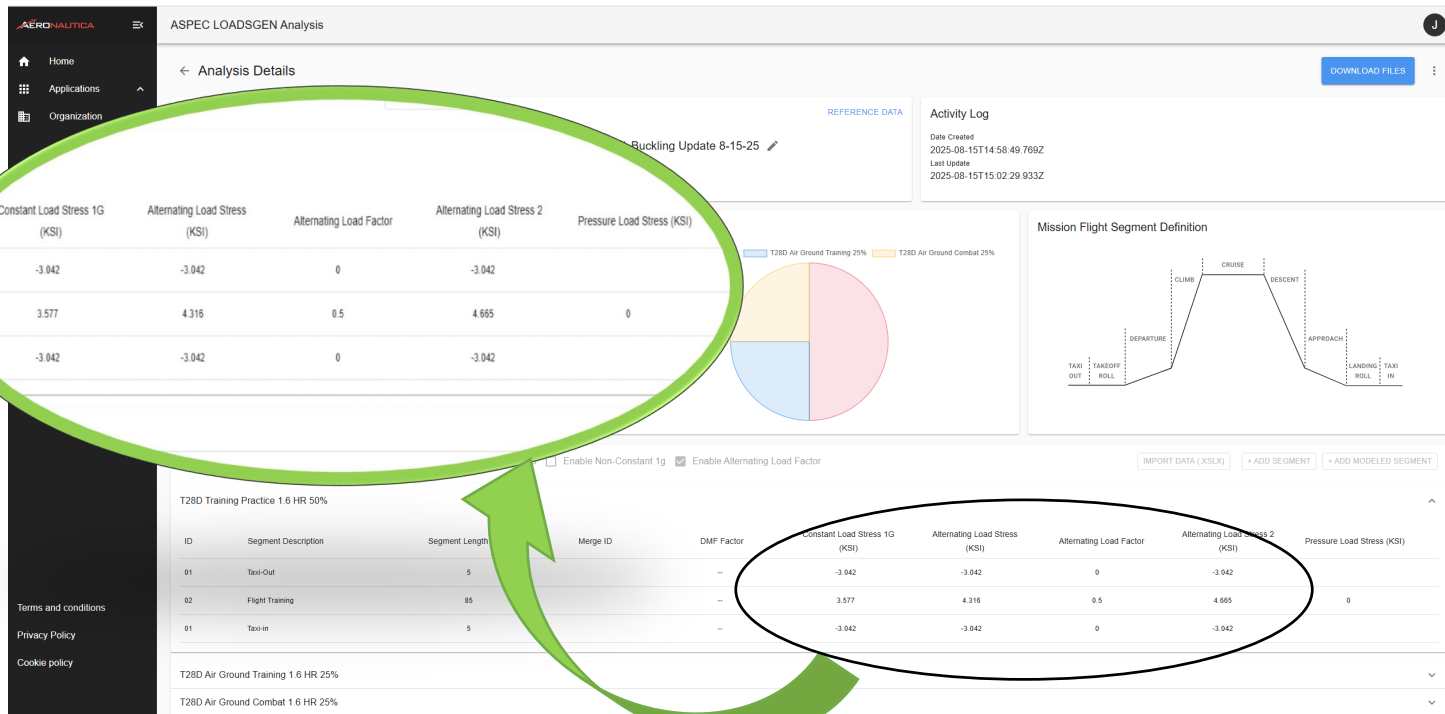 AERONAUTICA
ASPEC LOADSGEN Analysis
J
Home
Applications
Organization
Analysis Details
DOWNLOAD FILES
REFERENCE DATA
Buckling Update 8-15-25
Activity Log
Date Created
2025-08-15T14:58:49.769Z
Last Update
2025-08-15T15:02:29.933Z
Constant Load Stress 1G (KSI) Alternating Load Stress (KSI) Alternating Load Factor Alternating Load Stress 2 (KSI) Pressure Load Stress (KSI)
-3.042 -3.042 0 -3.042
3.577 4.316 0.5 4.665 0
-3.042 -3.042 0 -3.042
T28D Air Ground Training 25% T28D Air Ground Combat 25%
Mission Flight Segment Definition
TAXI OUT
TAKEOFF ROLL
DEPARTURE
CLIMB
CRUISE
DESCENT
APPROACH
LANDING ROLL
TAXI IN
Enable Non-Constant 1g Enable Alternating Load Factor
IMPORT DATA (.XSLX) + ADD SEGMENT + ADD MODELED SEGMENT
T28D Training Practice 1.6 HR 50%
ID Segment Description Segment Length Merge ID DMF Factor Constant Load Stress 1G (KSI) Alternating Load Stress (KSI) Alternating Load Factor Alternating Load Stress 2 (KSI) Pressure Load Stress (KSI)
01 Taxi-Out 5 -- -3.042 -3.042 0 -3.042
02 Flight Training 85 -- 3.577 4.316 0.5 4.665 0
01 Taxi-in 5 -- -3.042 -3.042 0 -3.042
T28D Air Ground Training 1.6 HR 25%
T28D Air Ground Combat 1.6 HR 25%
Terms and conditions
Privacy Policy
Cookie policy